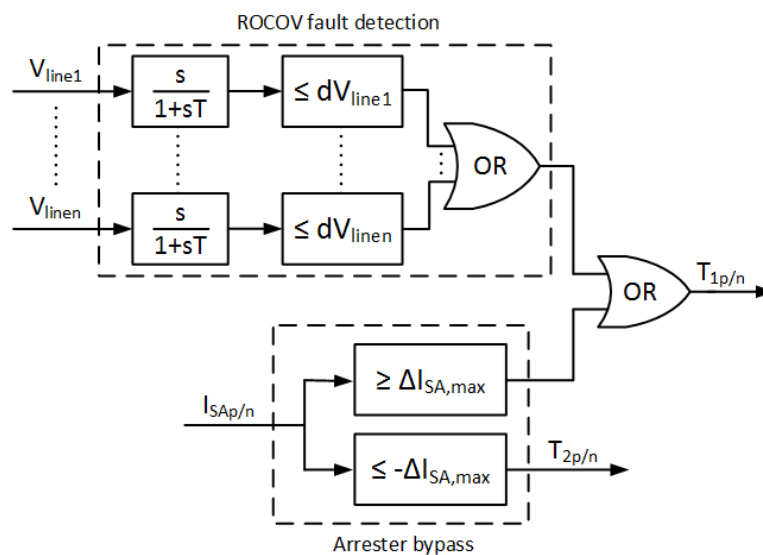 ROCOV fault detection
V_line1
s
1+sT
≤ dV_line1
OR
V_linen
s
1+sT
≤ dV_linen
OR
T_1p/n
I_SAp/n
≥ ΔI_SA,max
≤ -ΔI_SA,max
T_2p/n
Arrester bypass